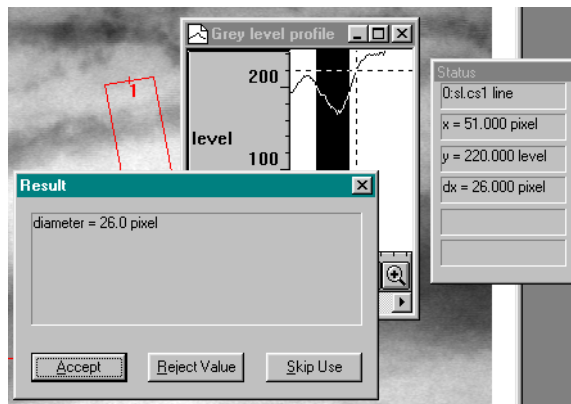 1
Grey level profile
200
level
100
Status
0:sl.cs1 line
x = 51.000 pixel
y = 220.000 level
dx = 26.000 pixel
Result
diameter = 26.0 pixel
Accept
Reject Value
Skip Use